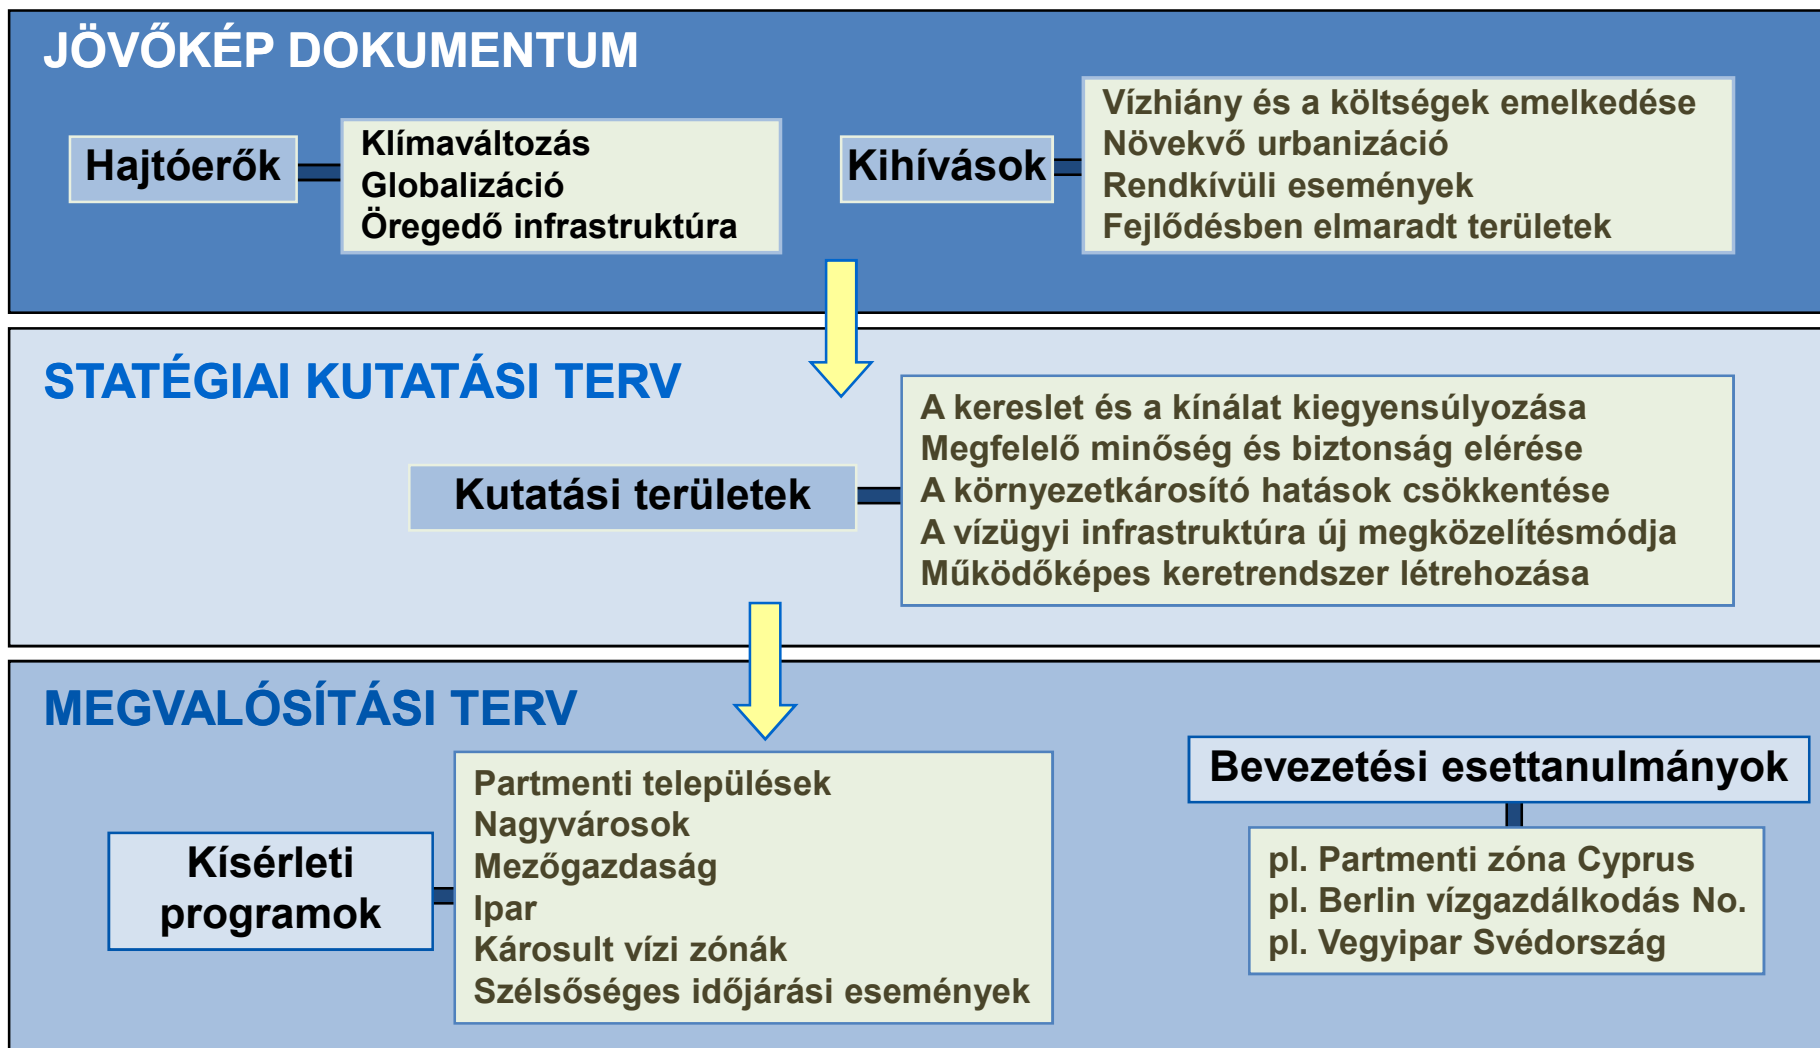 JÖVŐKÉP DOKUMENTUM
Hajtóerők
Klímaváltozás
Globalizáció
Öregedő infrastruktúra
Kihívások
Vízhiány és a költségek emelkedése
Növekvő urbanizáció
Rendkívüli események
Fejlődésben elmaradt területek
STATÉGIAI KUTATÁSI TERV
Kutatási területek
A kereslet és a kínálat kiegyensúlyozása
Megfelelő minőség és biztonság elérése
A környezetkárosító hatások csökkentése
A vízügyi infrastruktúra új megközelítésmódja
Működőképes keretrendszer létrehozása
MEGVALÓSÍTÁSI TERV
Kísérleti
programok
Partmenti települések
Nagyvárosok
Mezőgazdaság
Ipar
Károsult vízi zónák
Szélsőséges időjárási események
Bevezetési esettanulmányok
pl. Partmenti zóna Cyprus
pl. Berlin vízgazdálkodás No.
pl. Vegyipar Svédország